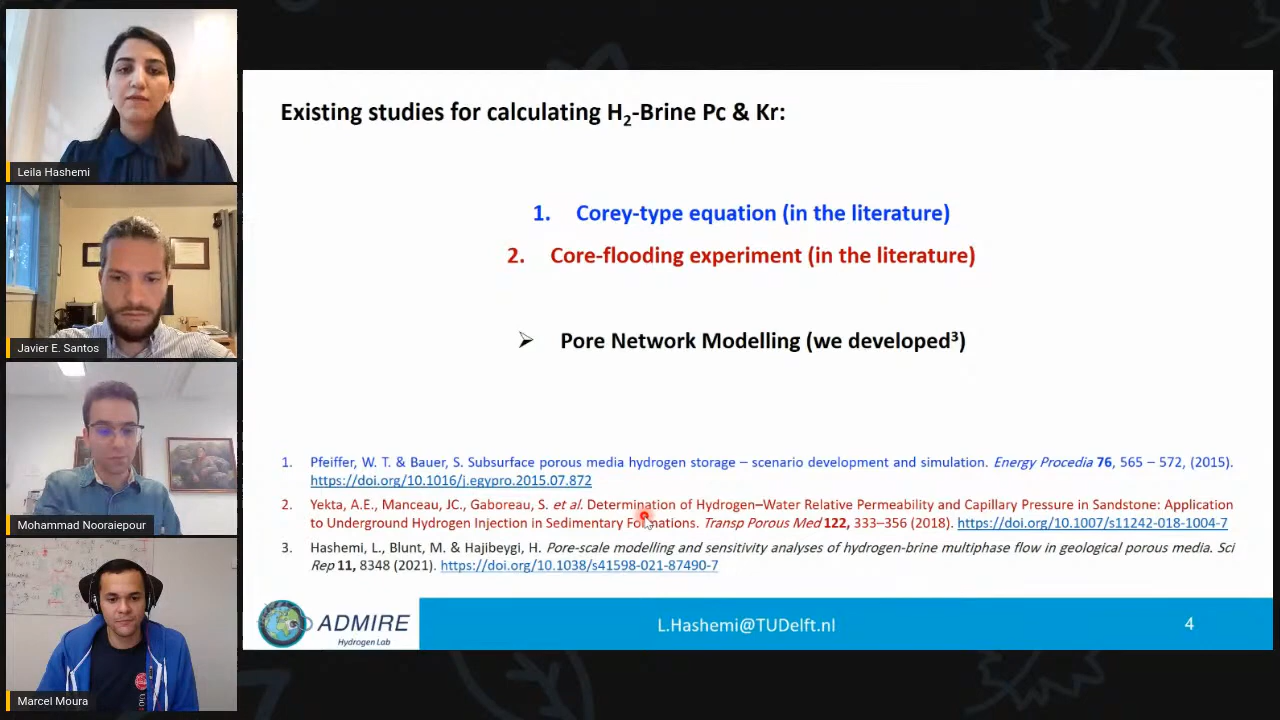 Leila Hashemi
Javier E. Santos
Mohammad Nooraiepour
Marcel Moura
Existing studies for calculating H₂-Brine Pc & Kr:
1. Corey-type equation (in the literature)
2. Core-flooding experiment (in the literature)
➢ Pore Network Modelling (we developed³)
1. Pfeiffer, W. T. & Bauer, S. Subsurface porous media hydrogen storage – scenario development and simulation. Energy Procedia 76, 565 – 572, (2015).
https://doi.org/10.1016/j.egypro.2015.07.872
2. Yekta, A.E., Manceau, JC., Gaboreau, S. et al. Determination of Hydrogen–Water Relative Permeability and Capillary Pressure in Sandstone: Application
to Underground Hydrogen Injection in Sedimentary Formations. Transp Porous Med 122, 333–356 (2018). https://doi.org/10.1007/s11242-018-1004-7
3. Hashemi, L., Blunt, M. & Hajibeygi, H. Pore-scale modelling and sensitivity analyses of hydrogen-brine multiphase flow in geological porous media. Sci
Rep 11, 8348 (2021). https://doi.org/10.1038/s41598-021-87490-7
ADMIRE
Hydrogen Lab
L.Hashemi@TUDelft.nl
4